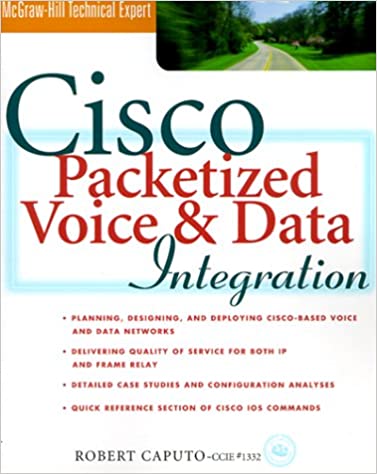 McGraw-Hill Technical Expert
Cisco
Packetized
Voice & Data
Integration
• PLANNING, DESIGNING, AND DEPLOYING CISCO-BASED VOICE
AND DATA NETWORKS
• DELIVERING QUALITY OF SERVICE FOR BOTH IP
AND FRAME RELAY
• DETAILED CASE STUDIES AND CONFIGURATION ANALYSES
• QUICK REFERENCE SECTION OF CISCO IOS COMMANDS
ROBERT CAPUTO-CCIE #1332